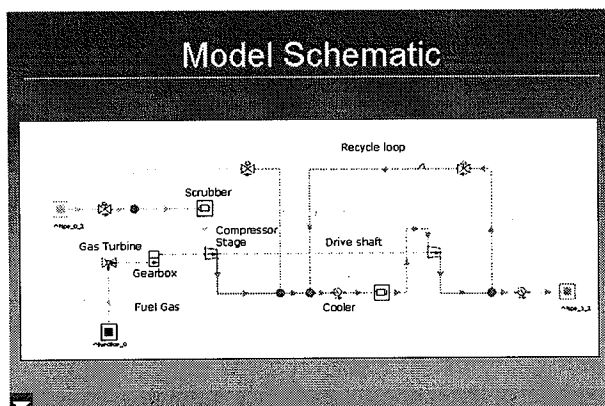 Model Schematic
Recycle loop
Scrubber
Compressor
Stage
Gas Turbine
Drive shaft
Gearbox
Fuel Gas
Cooler